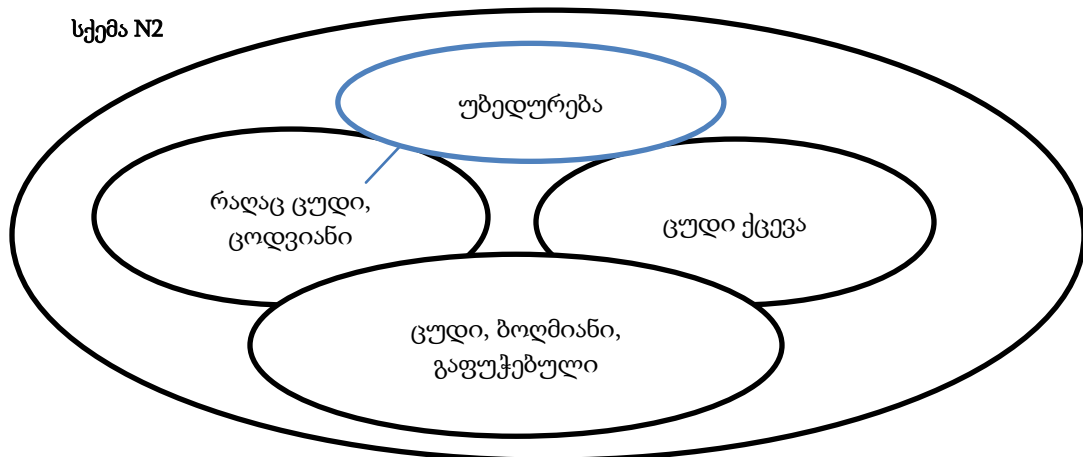 სქემა N2
უბედურება
რაღაც ცუდი,
ცოდვიანი
ცუდი ქცევა
ცუდი, ბოღმიანი,
გაფუჭებული